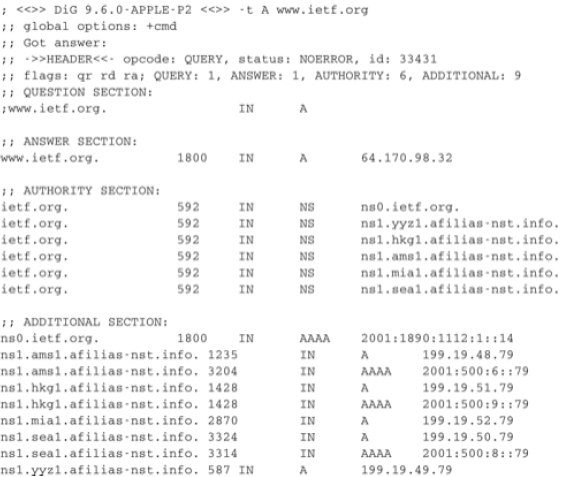 ; <<>> DiG 9.6.0-APPLE-P2 <<>> -t A www.ietf.org
;; global options: +cmd
;; Got answer:
;; ->>HEADER<<- opcode: QUERY, status: NOERROR, id: 33431
;; flags: qr rd ra; QUERY: 1, ANSWER: 1, AUTHORITY: 6, ADDITIONAL: 9
;; QUESTION SECTION:
;www.ietf.org. IN A
;; ANSWER SECTION:
www.ietf.org. 1800 IN A 64.170.98.32
;; AUTHORITY SECTION:
ietf.org. 592 IN NS ns0.ietf.org.
ietf.org. 592 IN NS ns1.yyz1.afilias-nst.info.
ietf.org. 592 IN NS ns1.hkg1.afilias-nst.info.
ietf.org. 592 IN NS ns1.ams1.afilias-nst.info.
ietf.org. 592 IN NS ns1.mia1.afilias-nst.info.
ietf.org. 592 IN NS ns1.sea1.afilias-nst.info.
;; ADDITIONAL SECTION:
ns0.ietf.org. 1800 IN AAAA 2001:1890:1112:1::14
ns1.ams1.afilias-nst.info. 1235 IN A 199.19.48.79
ns1.ams1.afilias-nst.info. 3204 IN AAAA 2001:500:6::79
ns1.hkg1.afilias-nst.info. 1428 IN A 199.19.51.79
ns1.hkg1.afilias-nst.info. 1428 IN AAAA 2001:500:9::79
ns1.mia1.afilias-nst.info. 2870 IN A 199.19.52.79
ns1.sea1.afilias-nst.info. 3324 IN A 199.19.50.79
ns1.sea1.afilias-nst.info. 3314 IN AAAA 2001:500:8::79
ns1.yyz1.afilias-nst.info. 587 IN A 199.19.49.79